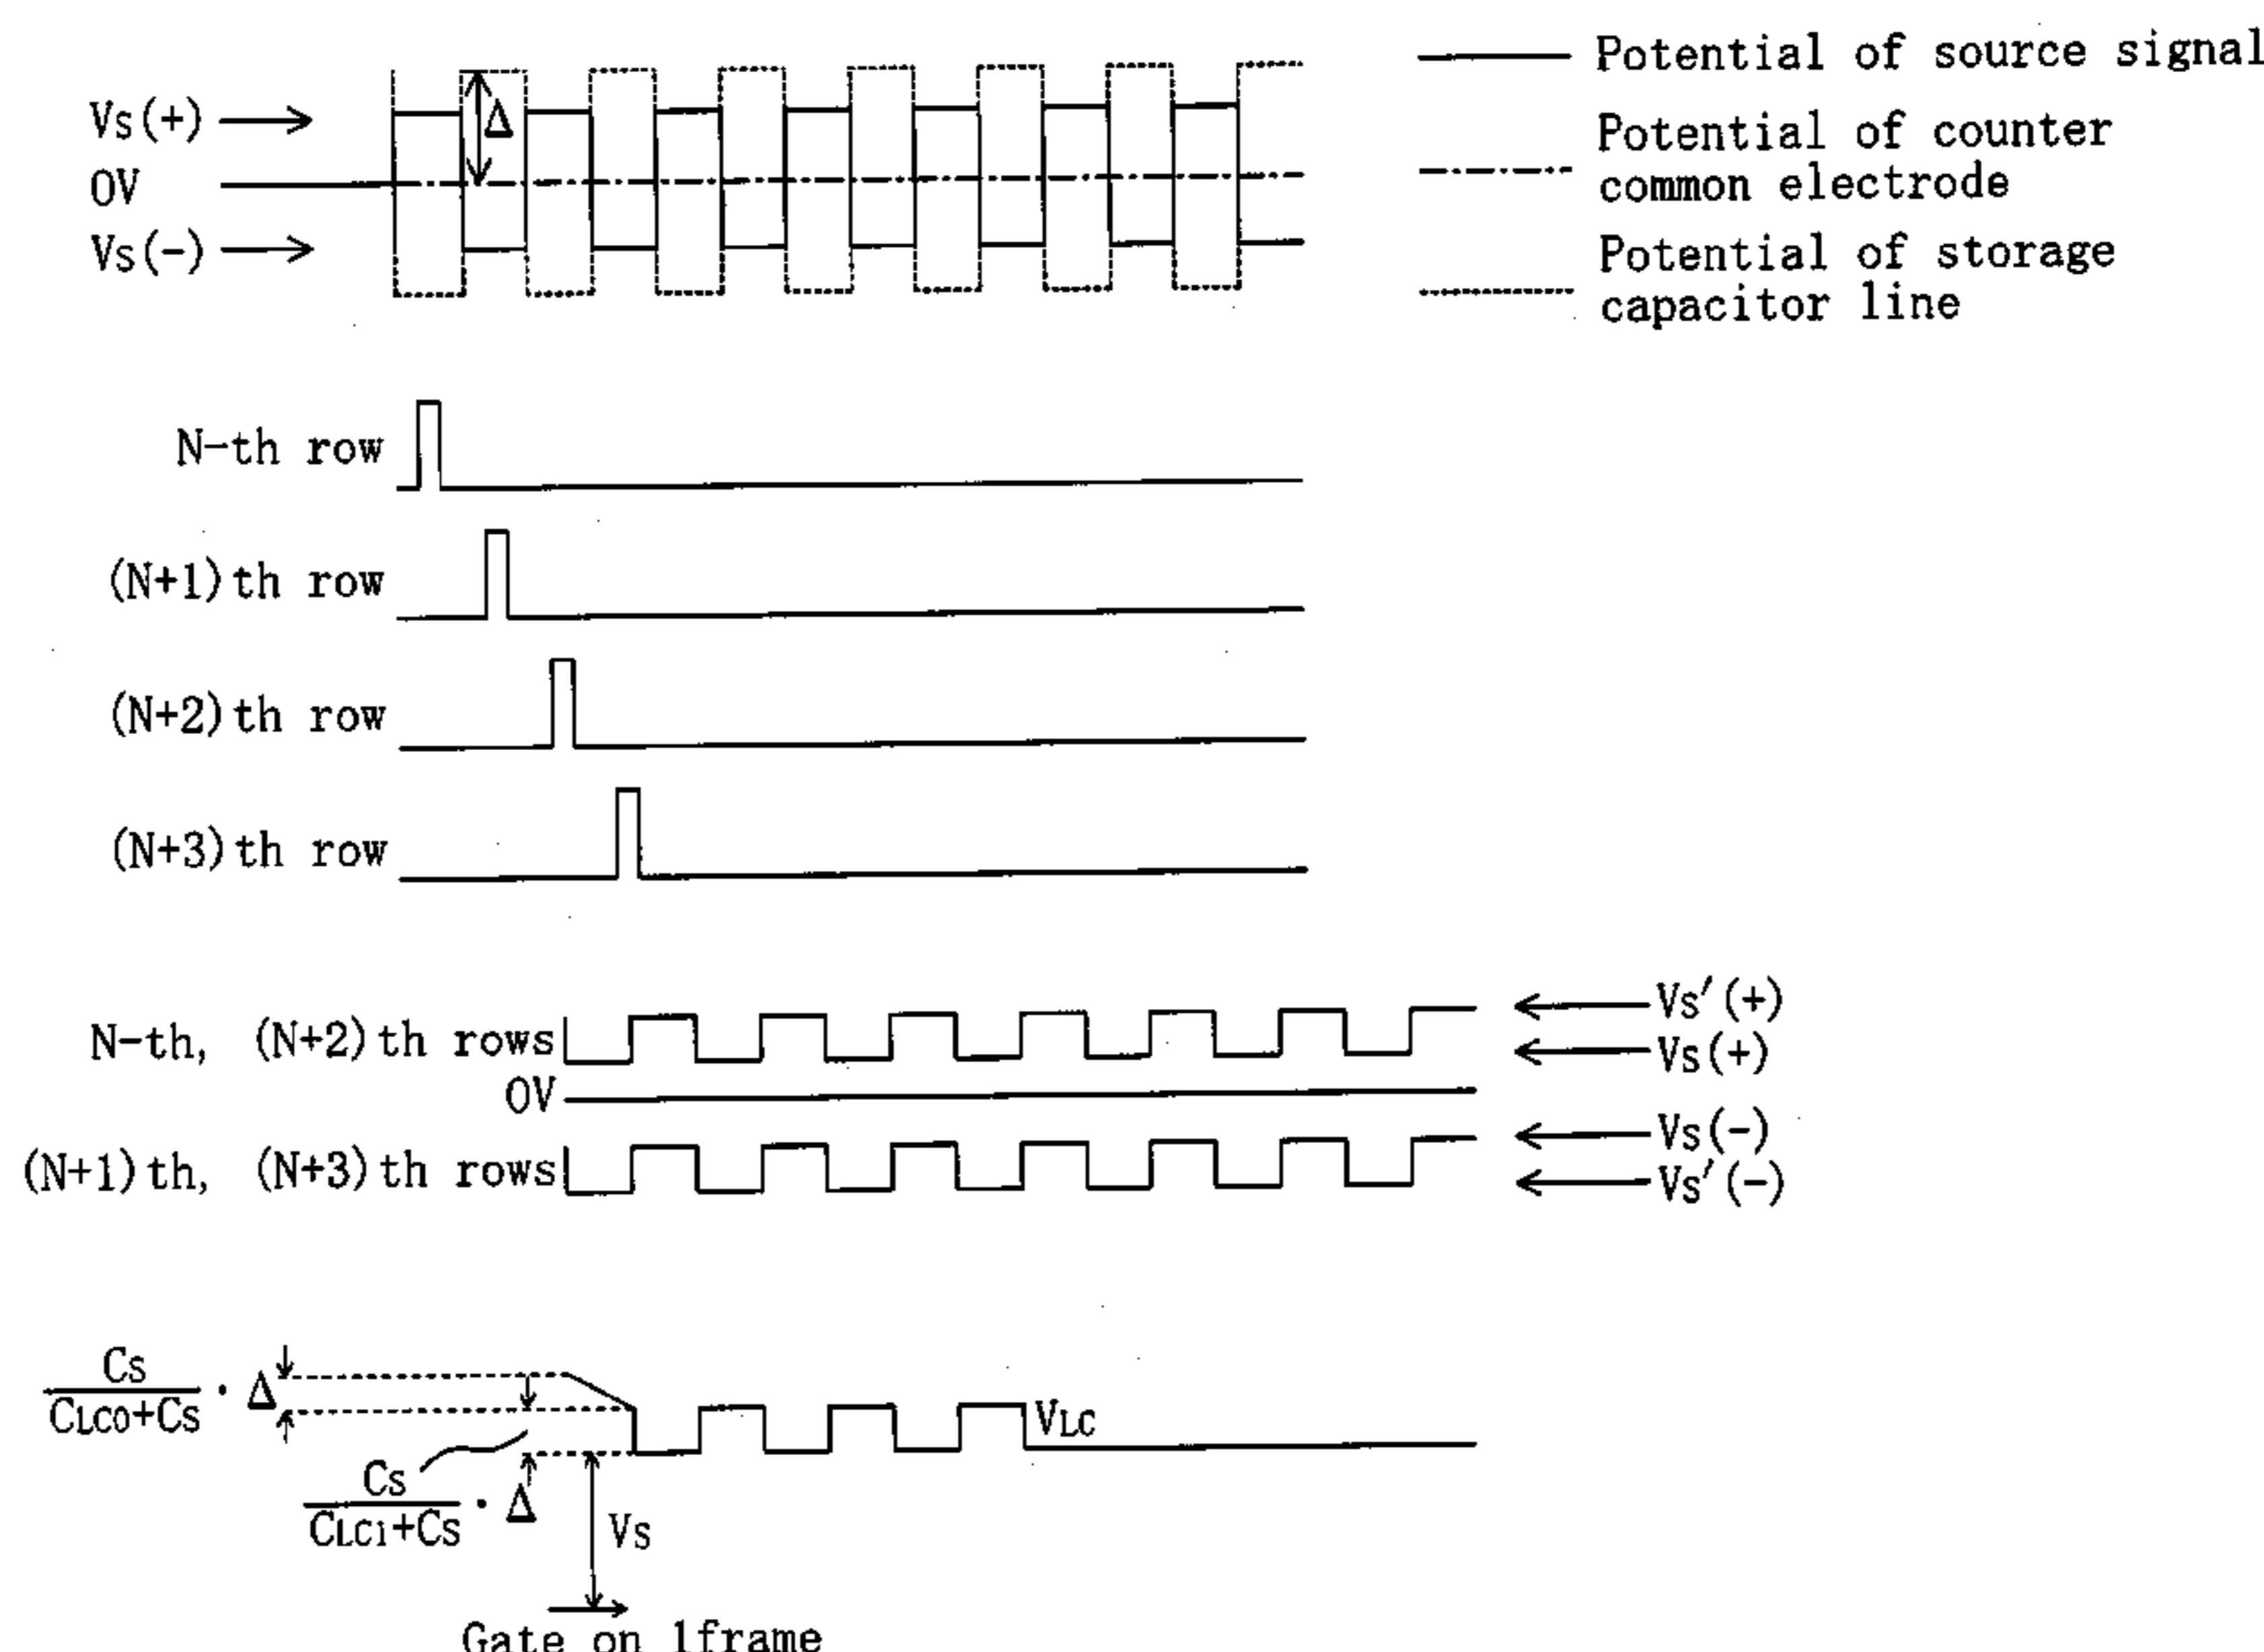 Vs(+)
Δ
0V
Vs(-)
Potential of source signal
Potential of counter
common electrode
Potential of storage
capacitor line
N-th row
(N+1)th row
(N+2)th row
(N+3)th row
N-th, (N+2)th rows
Vs'(+)
Vs(+)
0V
(N+1)th, (N+3)th rows
Vs(-)
Vs'(-)
Cs
CLC0+Cs · Δ
VLC
Cs
CLCi+Cs · Δ
Vs
Gate on 1frame